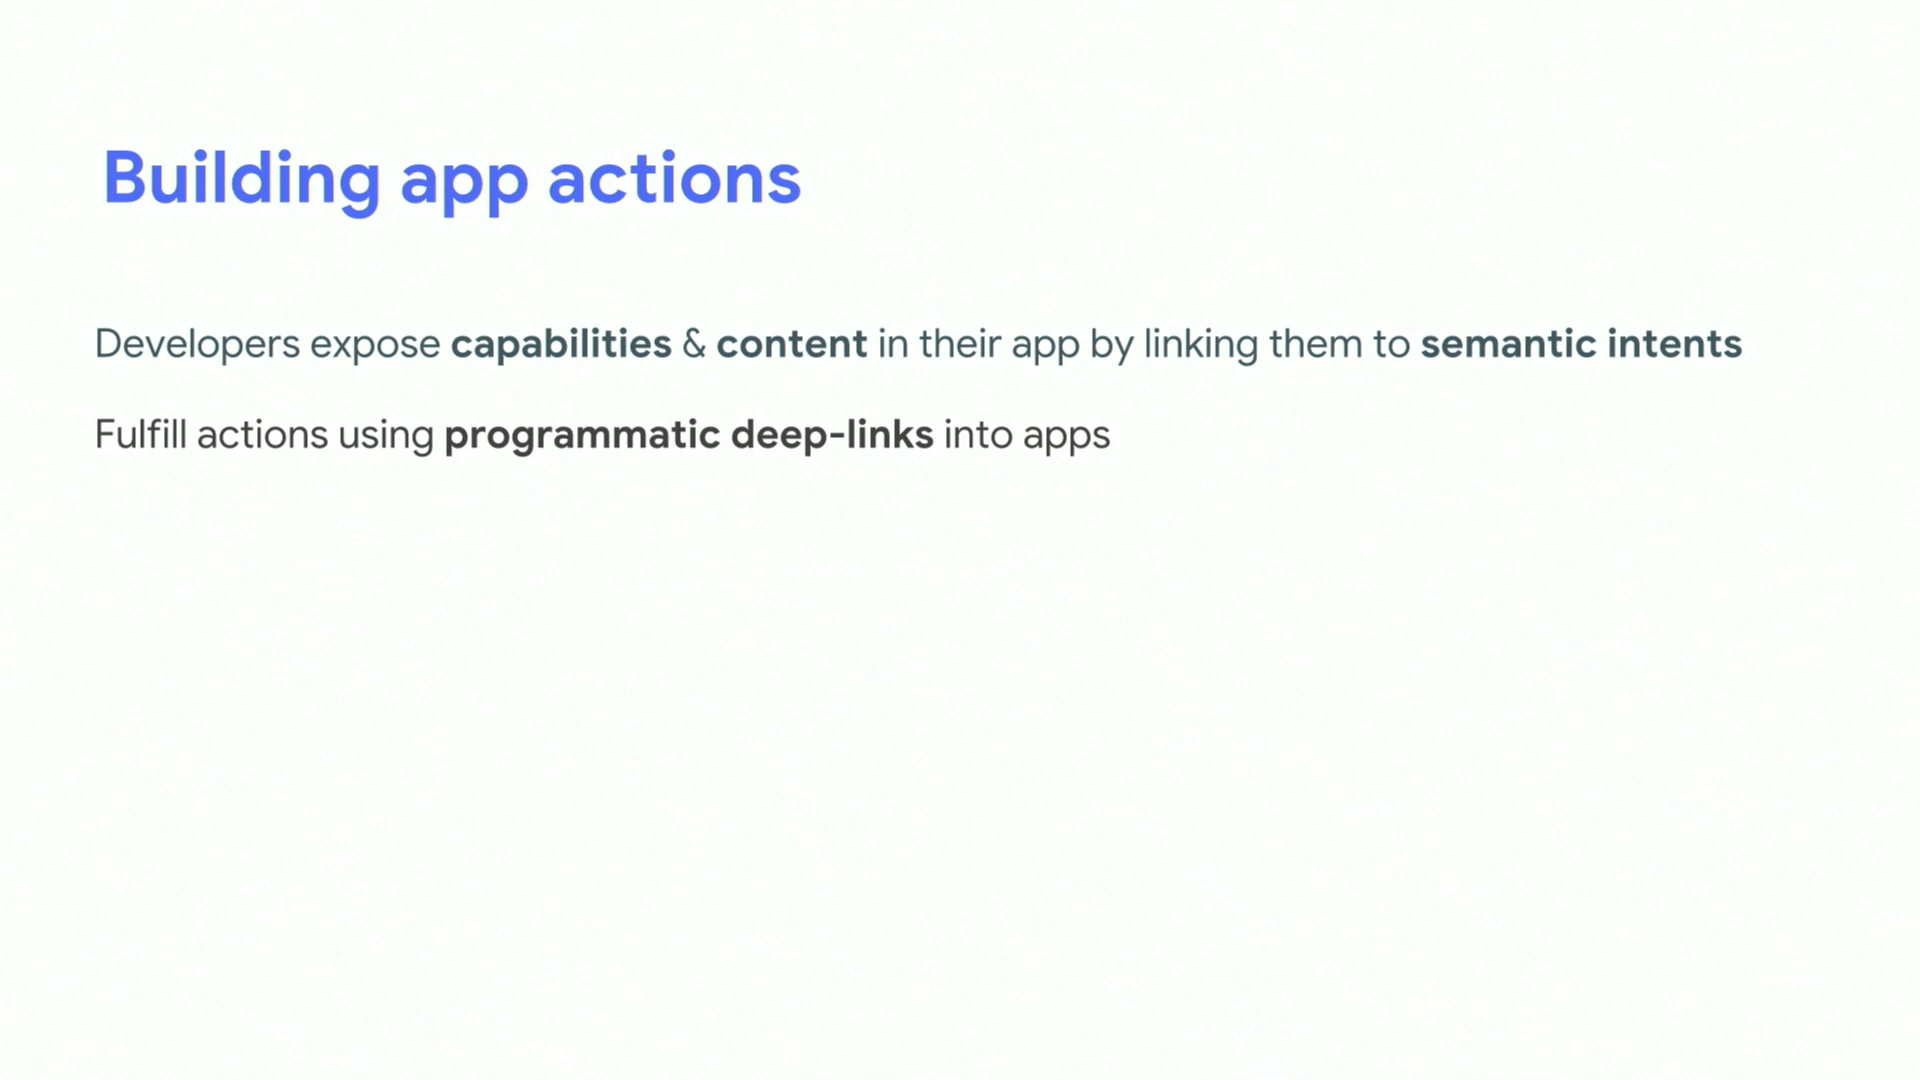 Building app actions
Developers expose capabilities & content in their app by linking them to semantic intents
Fulfill actions using programmatic deep-links into apps